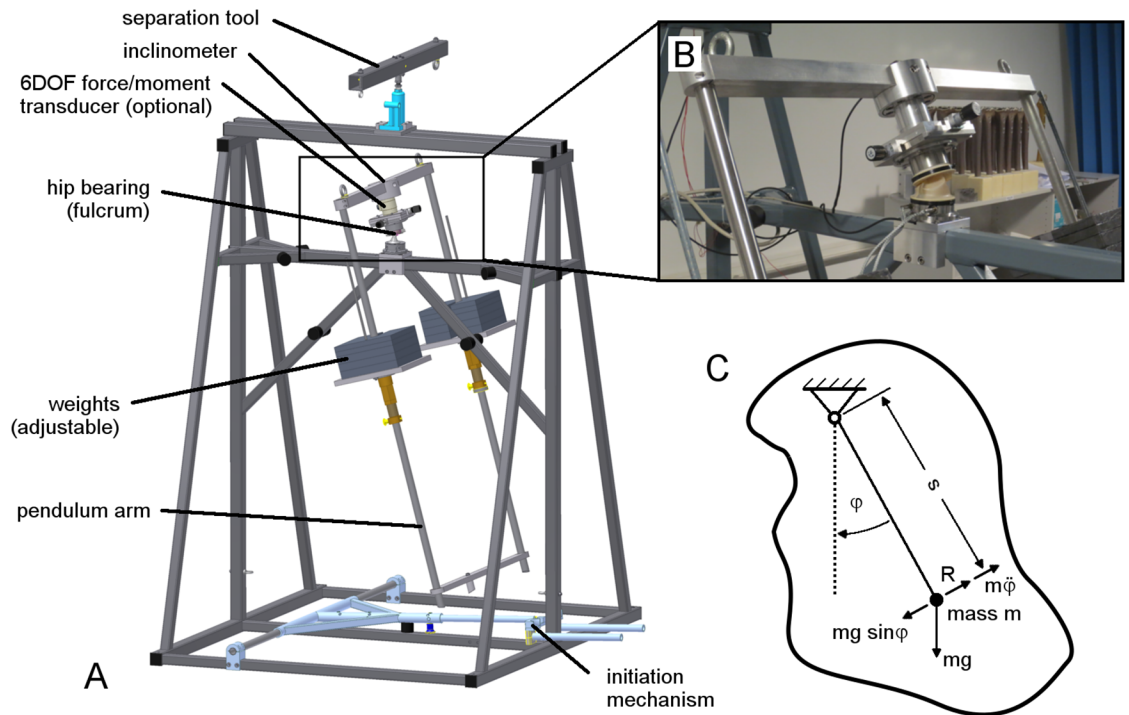 separation tool
inclinometer
6DOF force/moment
transducer (optional)
hip bearing
(fulcrum)
weights
(adjustable)
pendulum arm
A
initiation
mechanism
B
C
s
φ
R
mφ̈
mass m
mg sinφ
mg